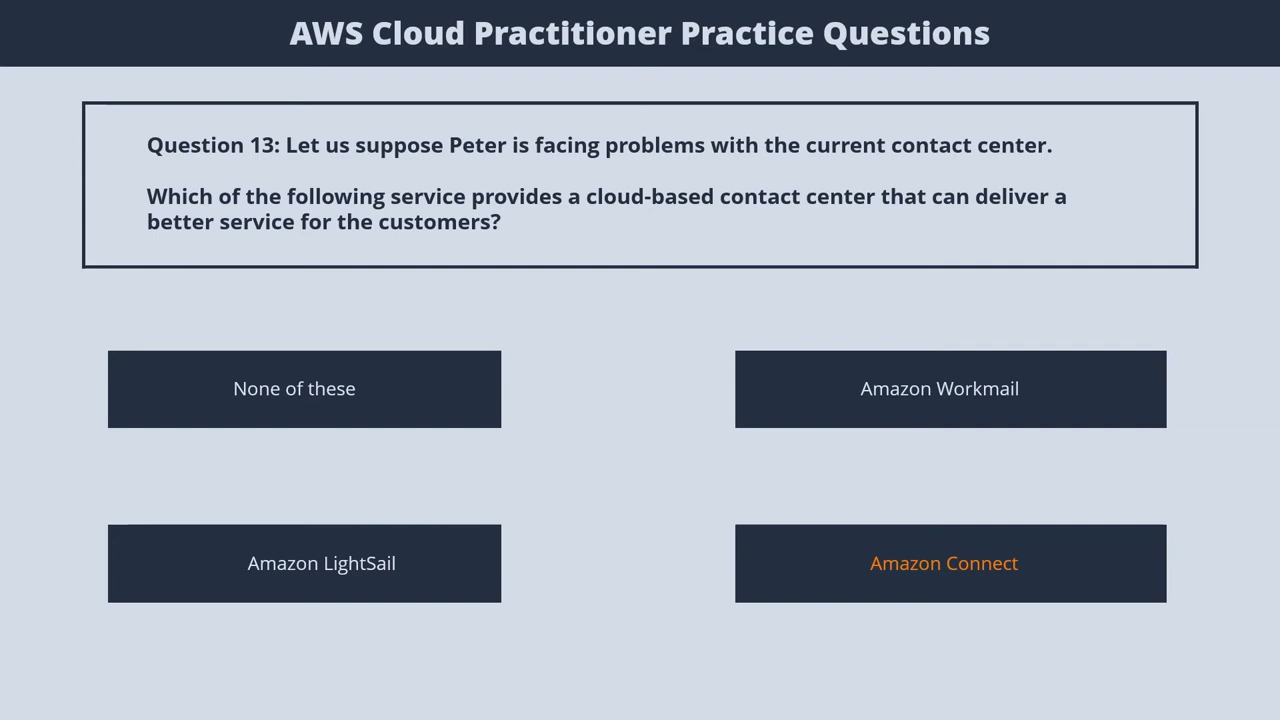 AWS Cloud Practitioner Practice Questions
Question 13: Let us suppose Peter is facing problems with the current contact center.
Which of the following service provides a cloud-based contact center that can deliver a
better service for the customers?
None of these
Amazon Workmail
Amazon LightSail
Amazon Connect